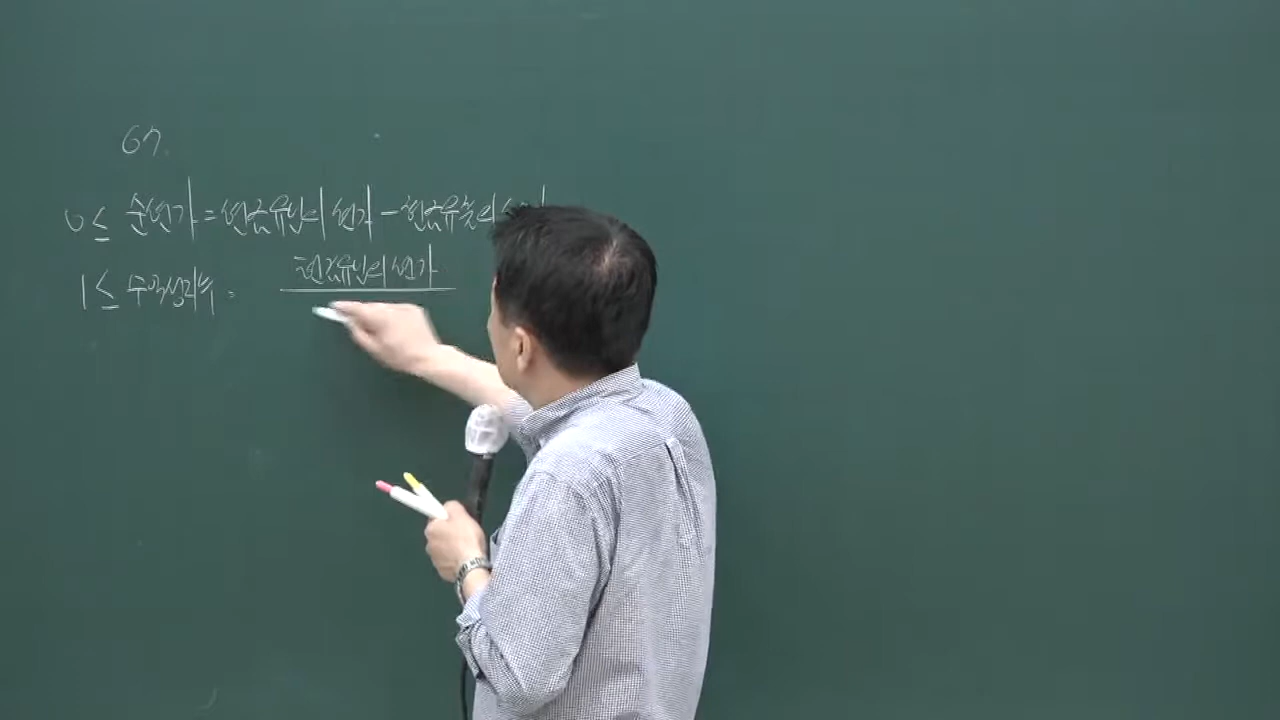 67.
0 ≤ 순현가 = 현금유입의 현가 - 현금유출의
1 ≤ 수익성지수 = 현금유입의 현가